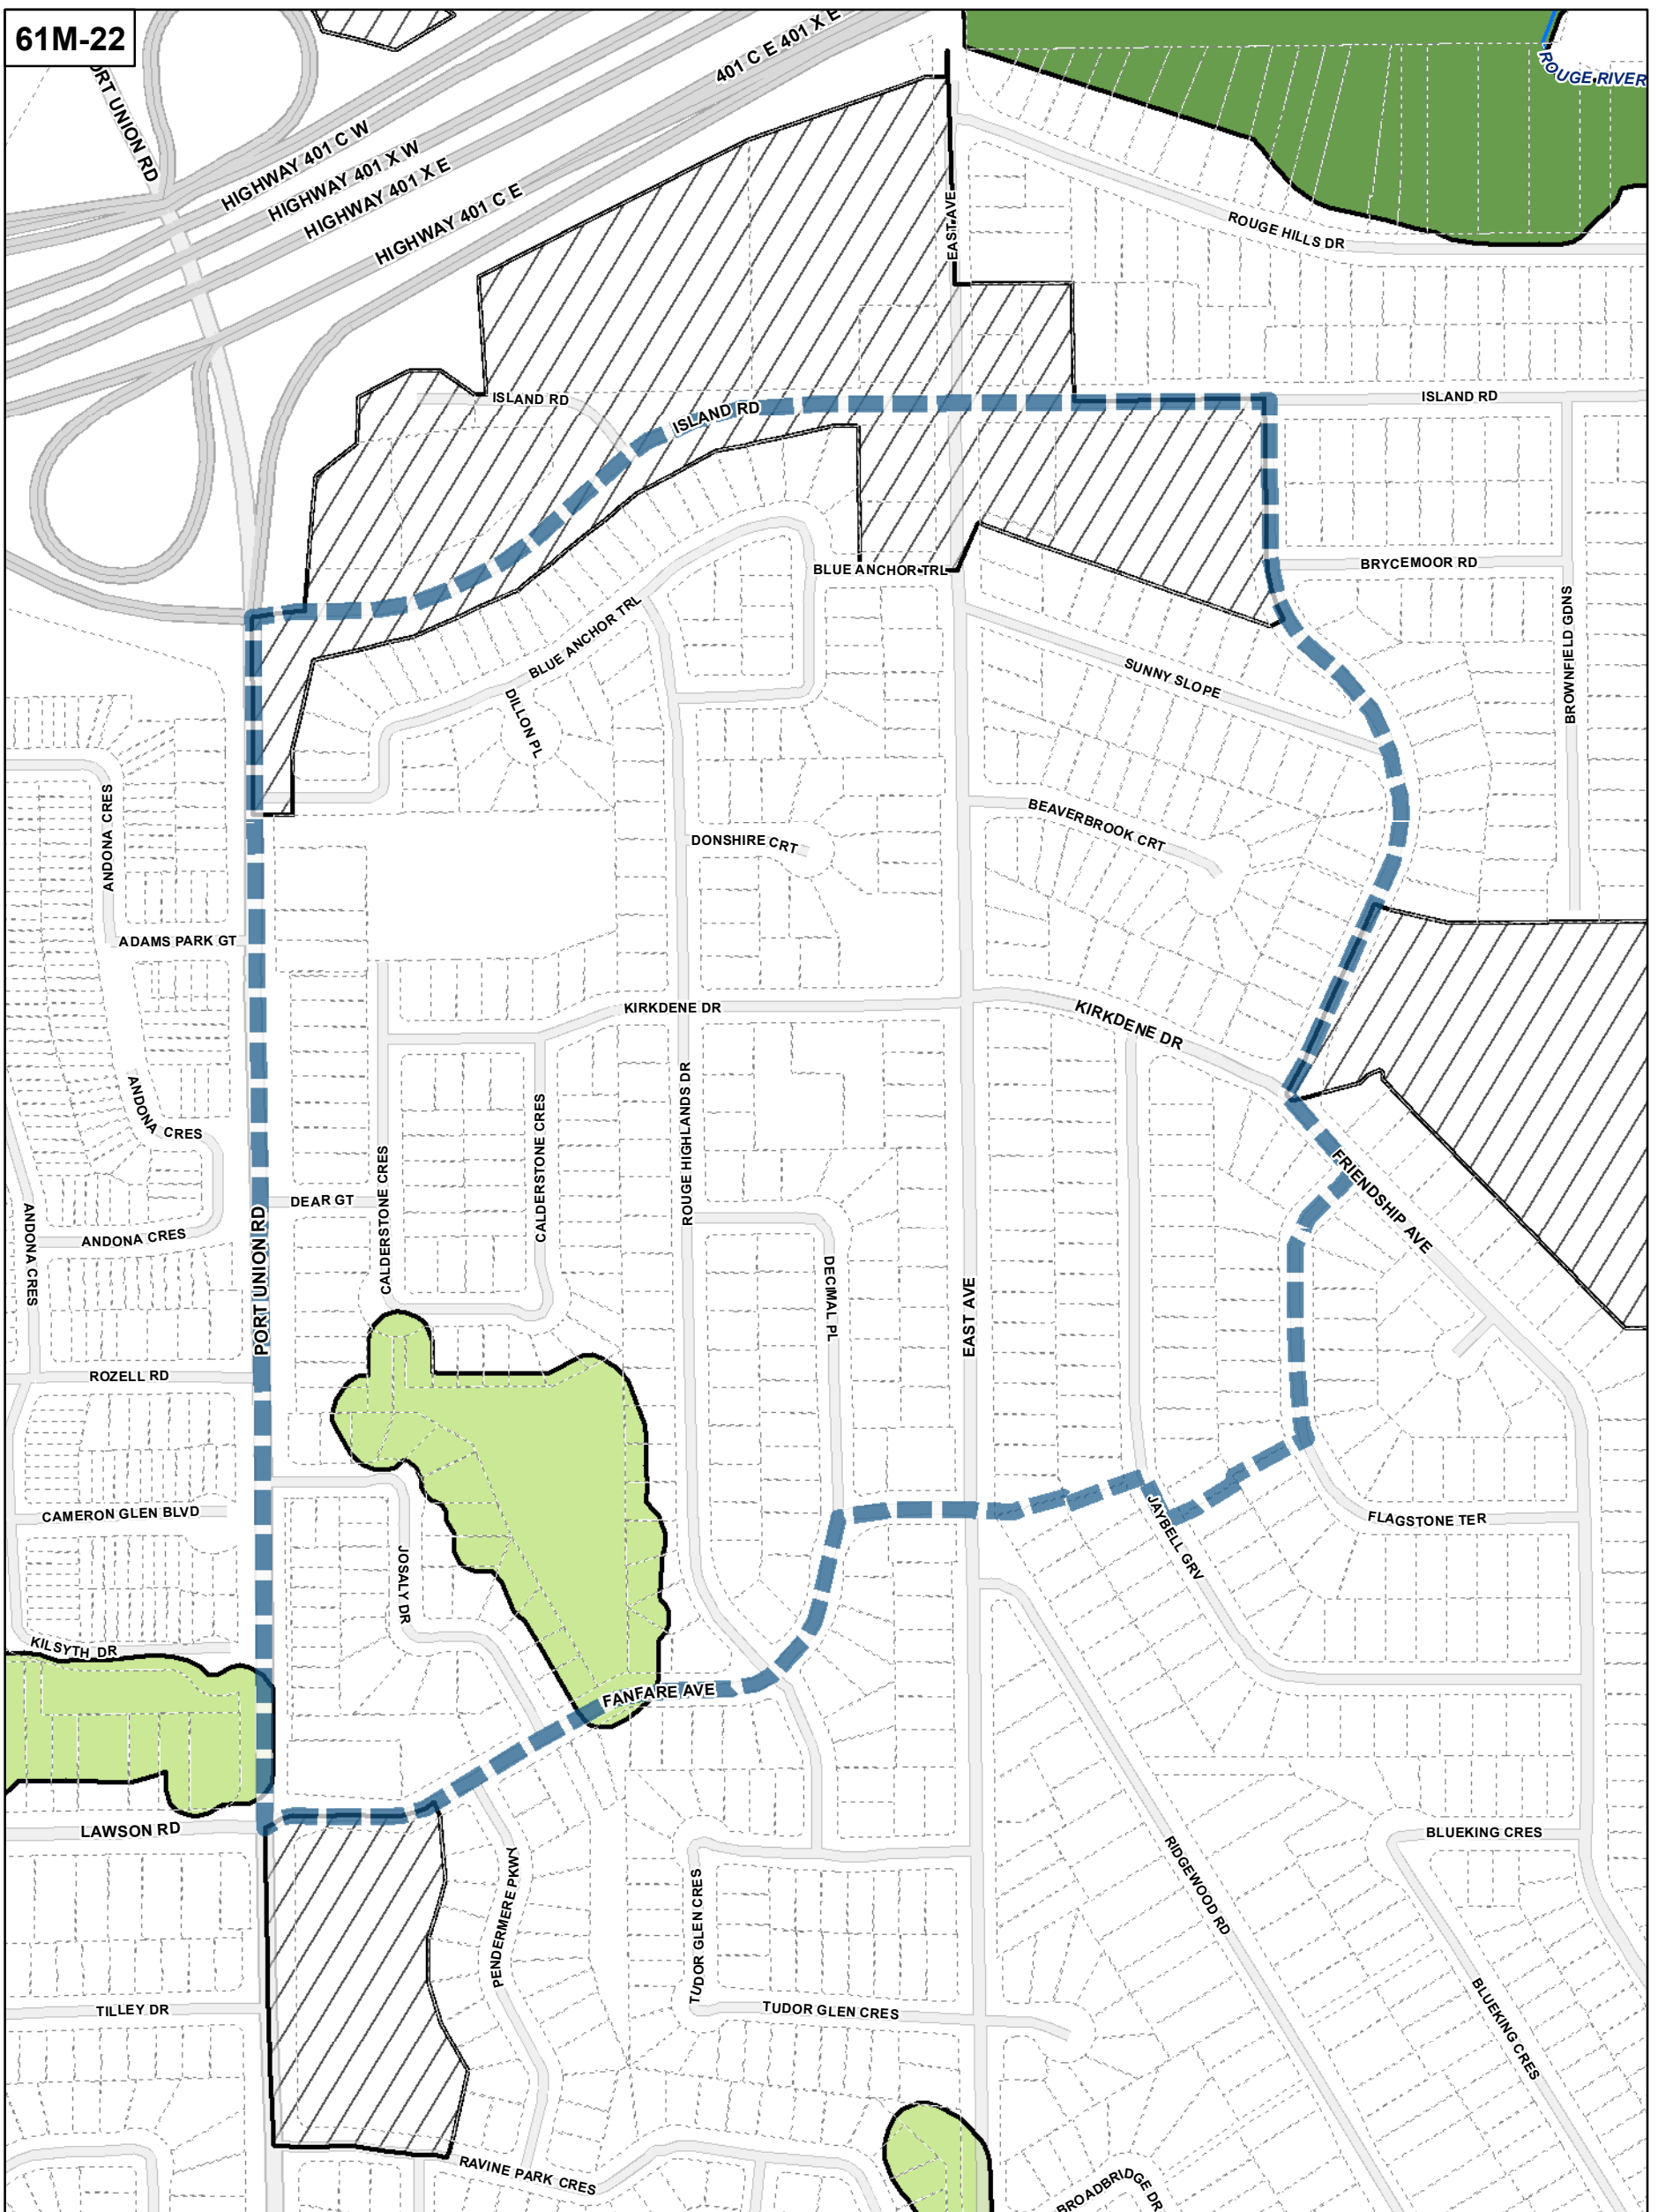 61M-22
401 C E 401 X E
ROUGE RIVER
ORT UNION RD
HIGHWAY 401 C W
HIGHWAY 401 X W
HIGHWAY 401 X E
HIGHWAY 401 C E
EAST AVE
ROUGE HILLS DR
ISLAND RD
ISLAND RD
ISLAND RD
BLUE ANCHOR TRL
BRYCEMOOR RD
BLUE ANCHOR TRL
BROWNFIELD GDNS
SUNNY SLOPE
DILLON PL
ANDONA CRES
DONSHIRE CRT
BEAVERBROOK CRT
ADAMS PARK GT
KIRKDENE DR
KIRKDENE DR
ANDONA CRES
ROUGE HIGHLANDS DR
CALDERSTONE CRES
CALDERSTONE CRES
FRIENDSHIP AVE
DEAR GT
ANDONA CRES
ANDONA CRES
PORT UNION RD
DECIMAL PL
EAST AVE
ROZELL RD
CAMERON GLEN BLVD
JAYBELL GRV
FLAGSTONE TER
JOSALY DR
KILSYTH DR
FANFARE AVE
LAWSON RD
RIDGEWOOD RD
BLUEKING CRES
PENDERMERE PKWY
TUDOR GLEN CRES
TILLEY DR
TUDOR GLEN CRES
BLUEKING CRES
RAVINE PARK CRES
BROADBRIDGE DR